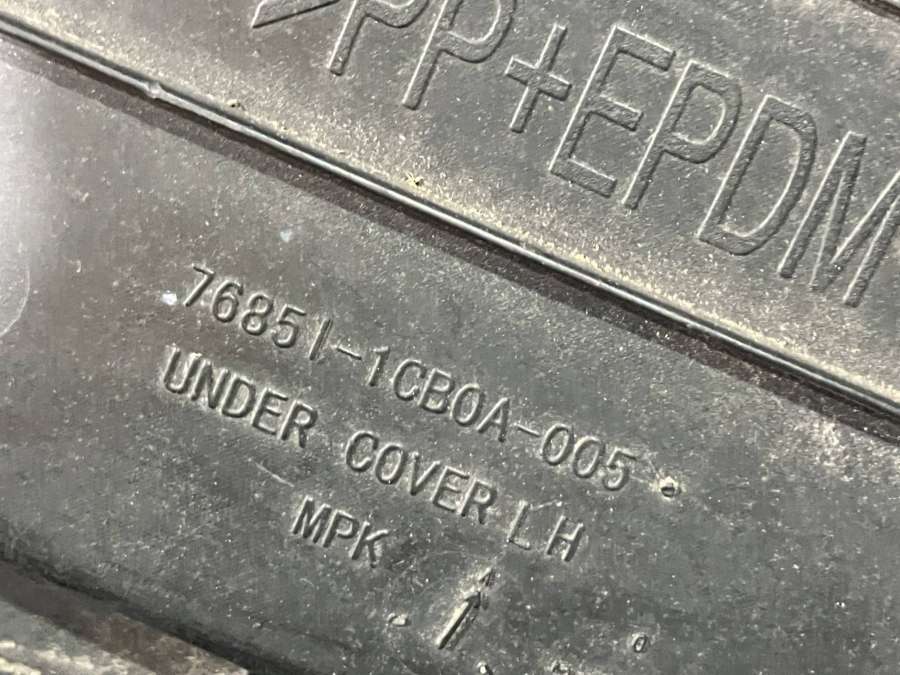 >PP+EPDM
76851-1CB0A-005
UNDER COVER LH
MPK
↑